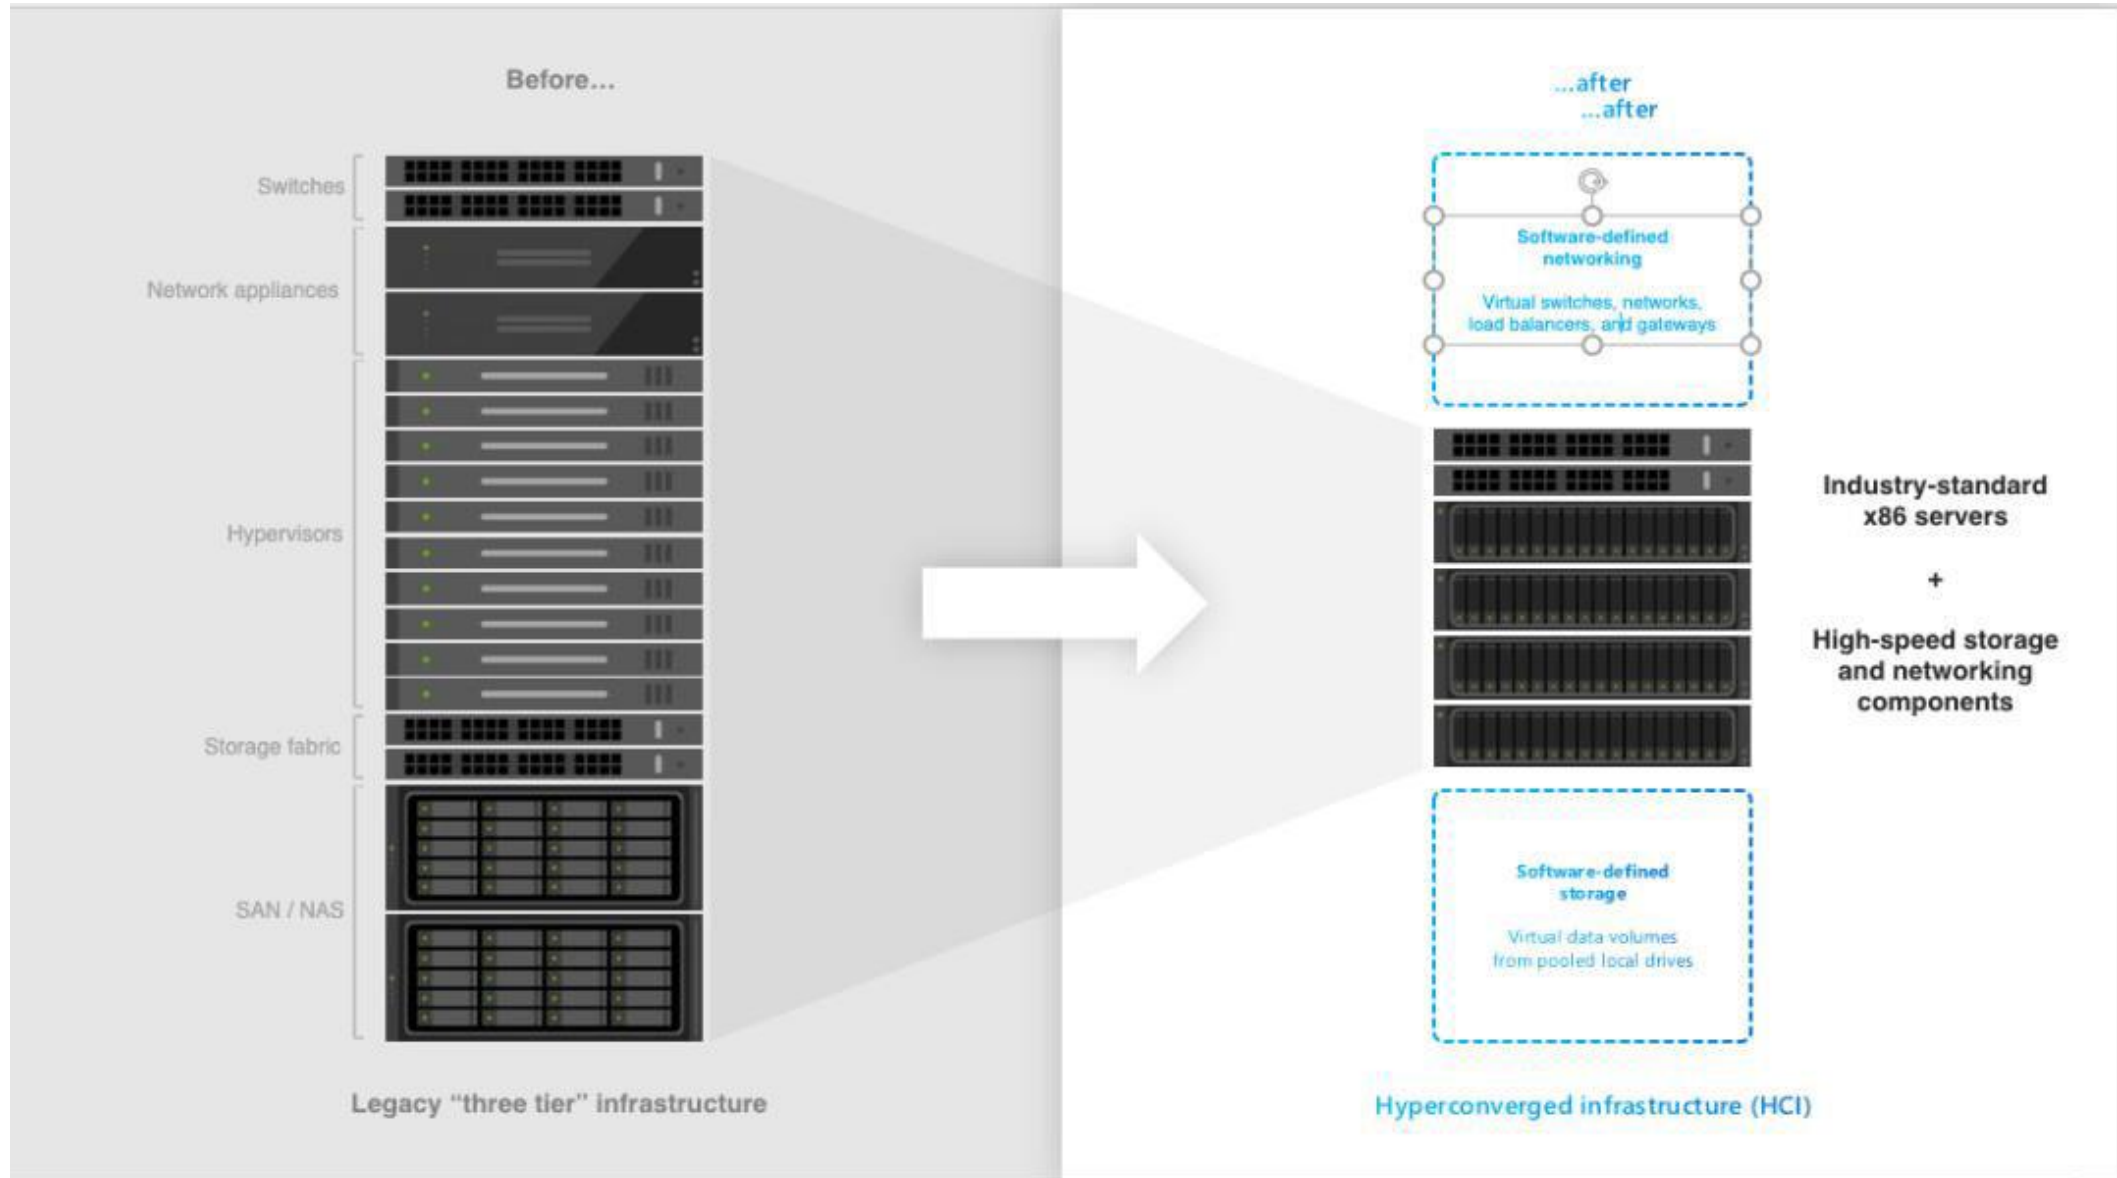 Before...
Switches
Network appliances
Hypervisors
Storage fabric
SAN / NAS
Legacy “three tier” infrastructure
...after
...after
Software-defined
networking
Virtual switches, networks,
load balancers, and gateways
Industry-standard
x86 servers
+
High-speed storage
and networking
components
Software-defined
storage
Virtual data volumes
from pooled local drives
Hyperconverged infrastructure (HCI)